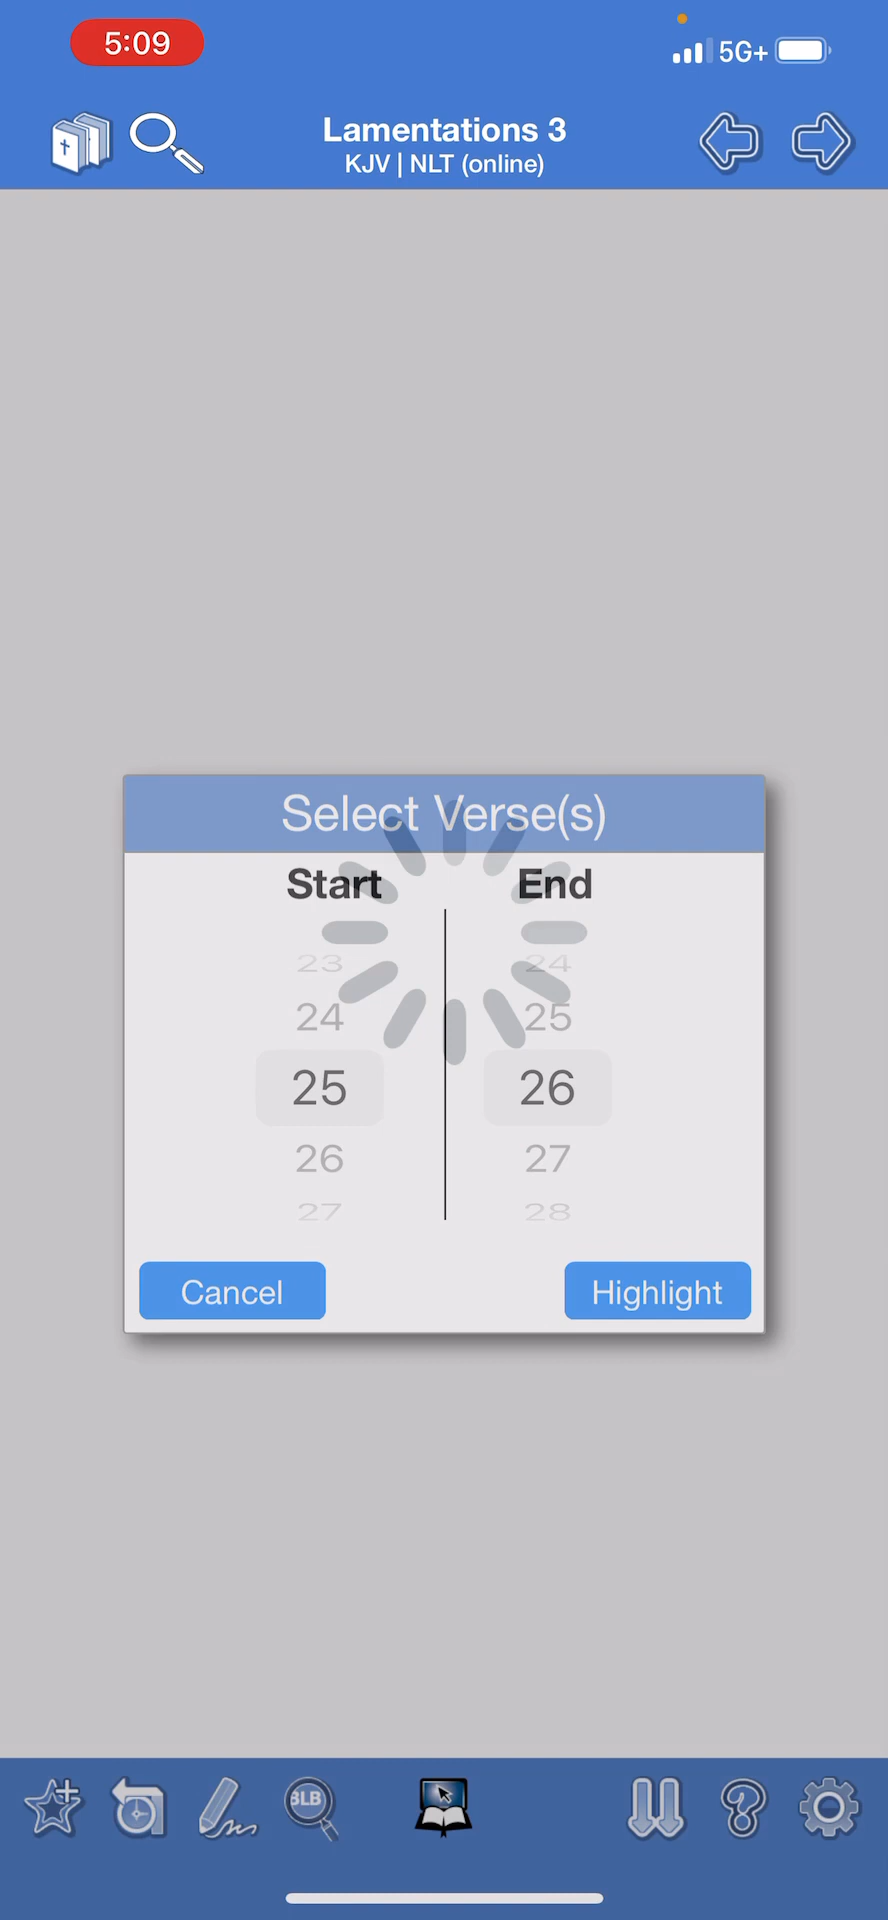 5:09
5G+
Lamentations 3
KJV | NLT (online)
Select Verse(s)
Start End
23 24
24 25
25 26
26 27
27 28
Cancel Highlight
BLB